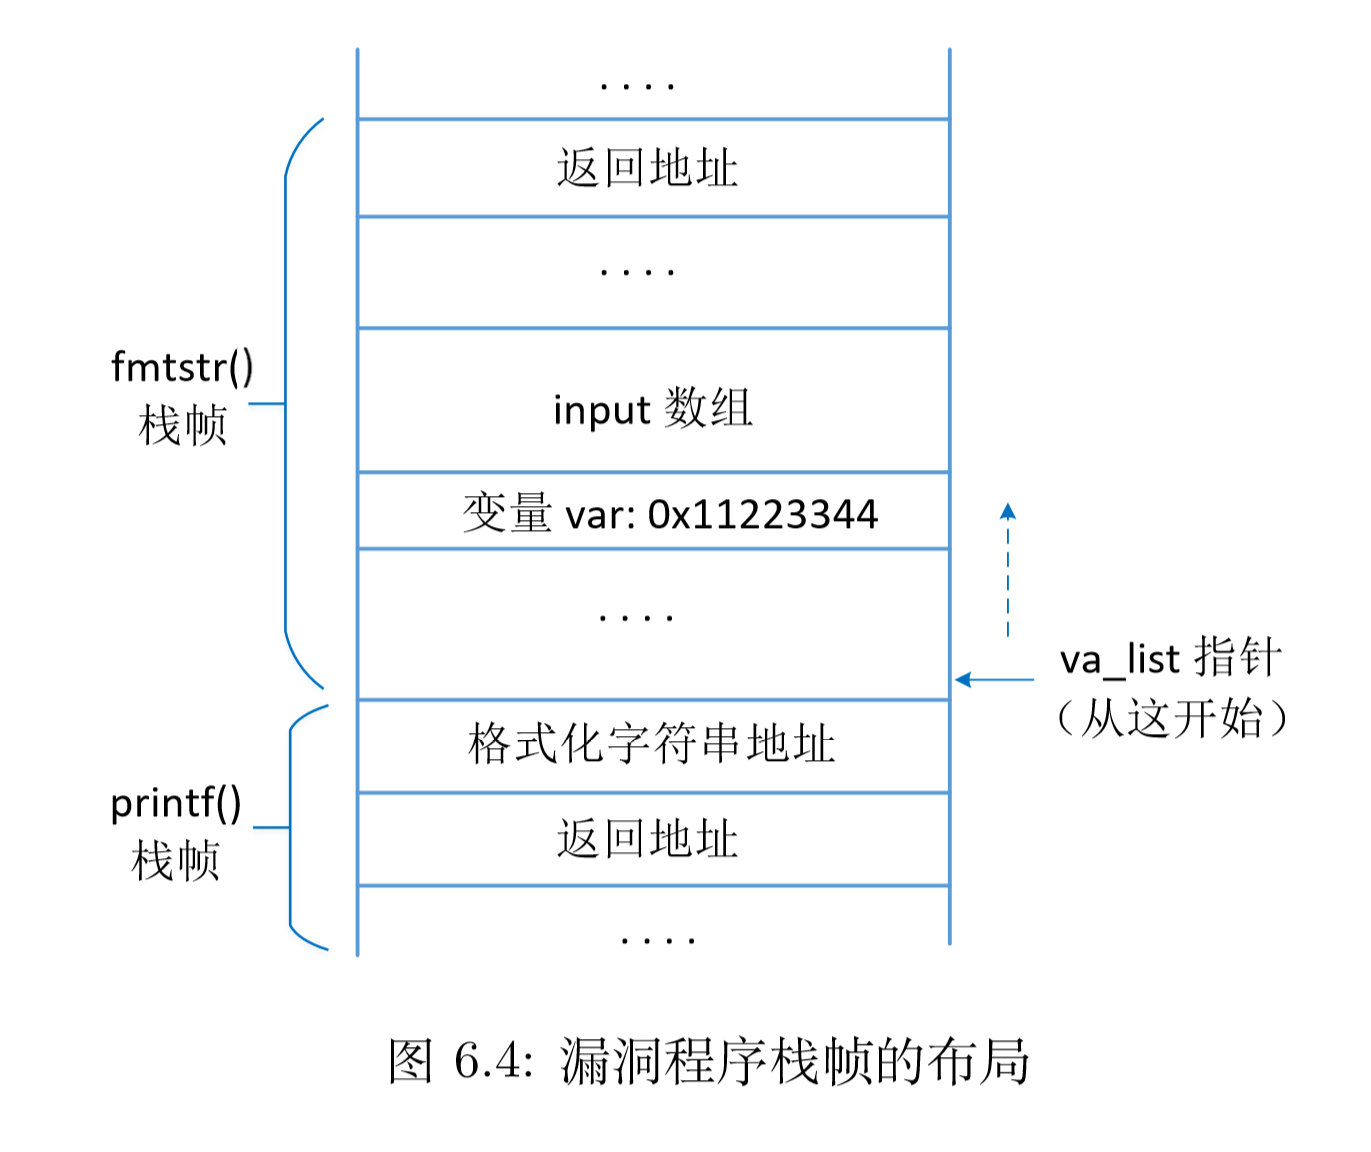 ....
返回地址
....
fmtstr()
栈帧
input 数组
变量 var: 0x11223344
....
va_list 指针
（从这开始）
格式化字符串地址
printf()
栈帧
返回地址
....
图 6.4: 漏洞程序栈帧的布局